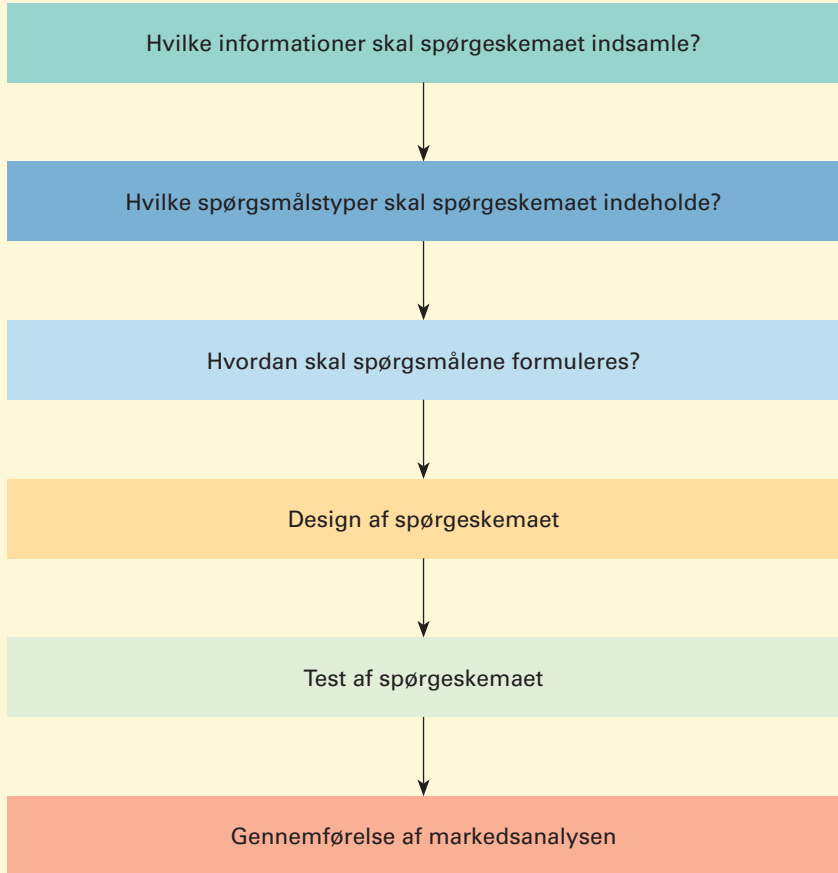 Hvilke informationer skal spørgeskemaet indsamle?
Hvilke spørgsmålstyper skal spørgeskemaet indeholde?
Hvordan skal spørgsmålene formuleres?
Design af spørgeskemaet
Test af spørgeskemaet
Gennemførelse af markedsanalysen